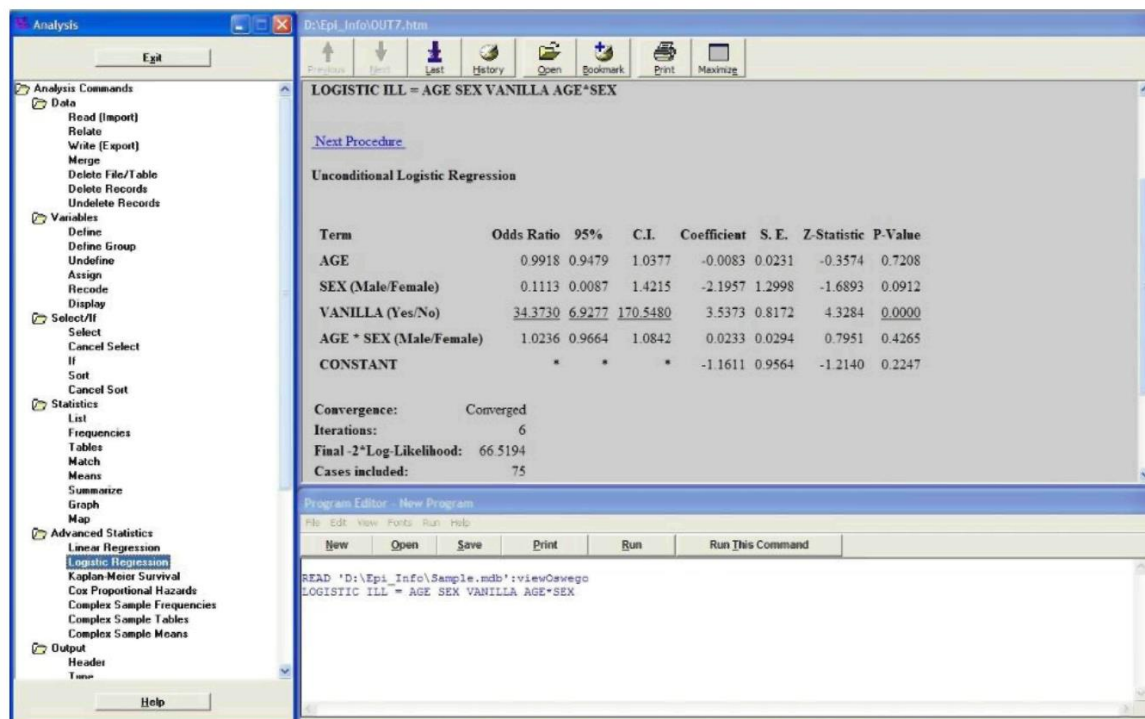 Analysis
Exit
Analysis Commands
Data
Read (Import)
Relate
Write (Export)
Merge
Delete File/Table
Delete Records
Undelete Records
Variables
Define
Define Group
Undefine
Assign
Recode
Display
Select/If
Select
Cancel Select
If
Sort
Cancel Sort
Statistics
List
Frequencies
Tables
Match
Means
Summarize
Graph
Map
Advanced Statistics
Linear Regression
Logistic Regression
Kaplan-Meier Survival
Cox Proportional Hazards
Complex Sample Frequencies
Complex Sample Tables
Complex Sample Means
Output
Header
Type
Help
D:\Epi_Info\OUT7.htm
Previous Next Last History Open Bookmark Print Maximize
LOGISTIC ILL = AGE SEX VANILLA AGE*SEX
Next Procedure
Unconditional Logistic Regression
Term Odds Ratio 95% C.I. Coefficient S. E. Z-Statistic P-Value
AGE 0.9918 0.9479 1.0377 -0.0083 0.0231 -0.3574 0.7208
SEX (Male/Female) 0.1113 0.0087 1.4215 -2.1957 1.2998 -1.6893 0.0912
VANILLA (Yes/No) 34.3730 6.9277 170.5480 3.5373 0.8172 4.3284 0.0000
AGE * SEX (Male/Female) 1.0236 0.9664 1.0842 0.0233 0.0294 0.7951 0.4265
CONSTANT * * * -1.1611 0.9564 -1.2140 0.2247
Convergence: Converged
Iterations: 6
Final -2*Log-Likelihood: 66.5194
Cases included: 75
Program Editor - New Program
File Edit View Fonts Run Help
New Open Save Print Run Run This Command
READ 'D:\Epi_Info\Sample.mdb':viewOswego
LOGISTIC ILL = AGE SEX VANILLA AGE*SEX